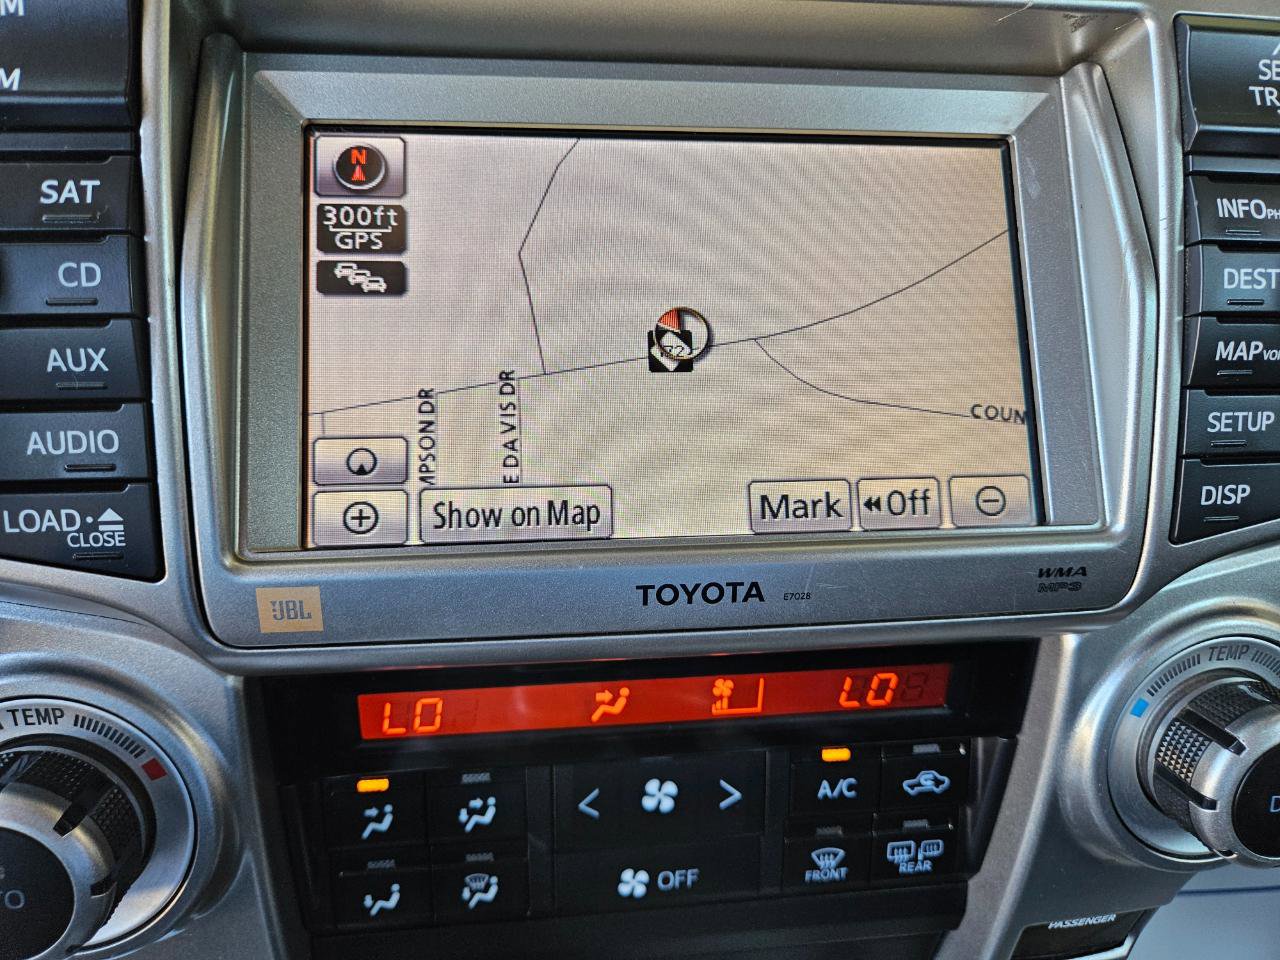 M
SAT
CD
AUX
AUDIO
LOAD
CLOSE
N
300ft
GPS
MPSON DR
E DAVIS DR
COUN
Show on Map
Mark
Off
JBL
TOYOTA
E7028
WMA
MP3
SE
TR
INFO PH
DEST
MAP VOI
SETUP
DISP
TEMP
TEMP
LO
LO
A/C
OFF
FRONT
REAR
PASSENGER